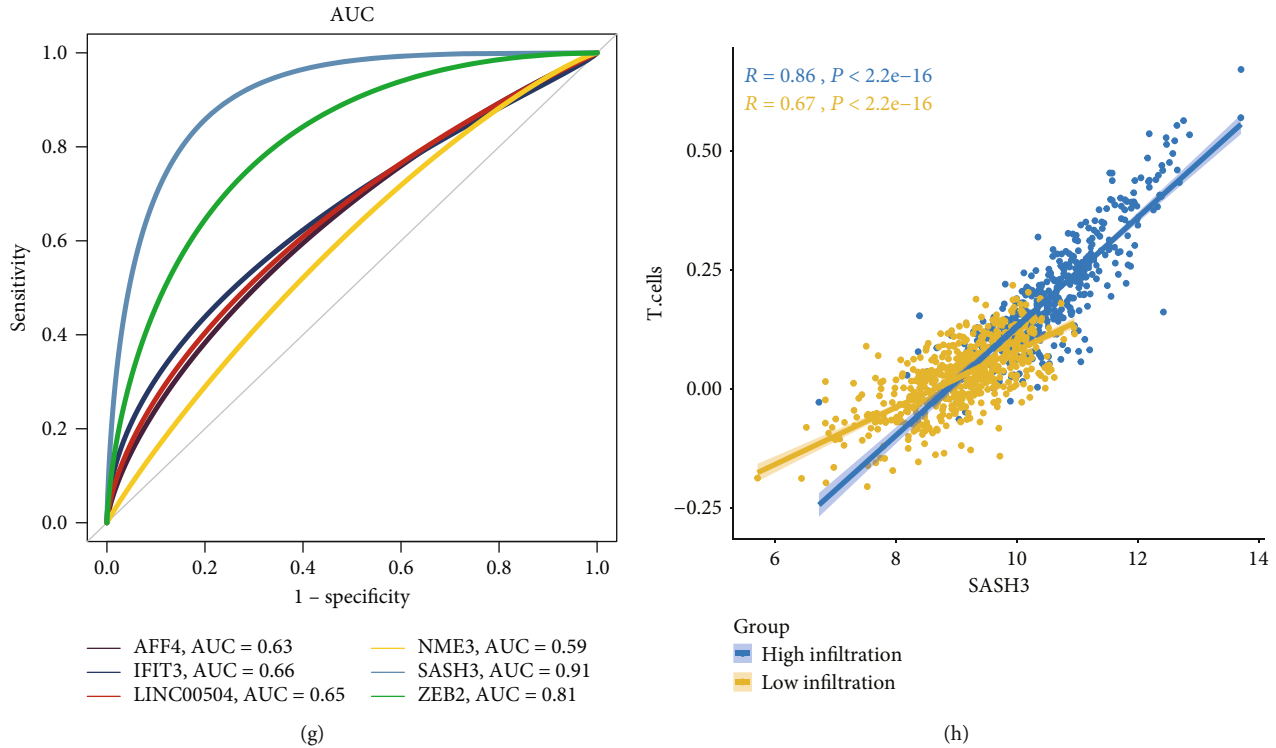 AUC
1.0
0.8
0.6
0.4
0.2
0.0
Sensitivity
0.0 0.2 0.4 0.6 0.8 1.0
1 – specificity
AFF4, AUC = 0.63
IFIT3, AUC = 0.66
LINC00504, AUC = 0.65
NME3, AUC = 0.59
SASH3, AUC = 0.91
ZEB2, AUC = 0.81
(g)
R = 0.86 , P < 2.2e−16
R = 0.67 , P < 2.2e−16
0.50
0.25
0.00
−0.25
T.cells
6 8 10 12 14
SASH3
Group
High infiltration
Low infiltration
(h)